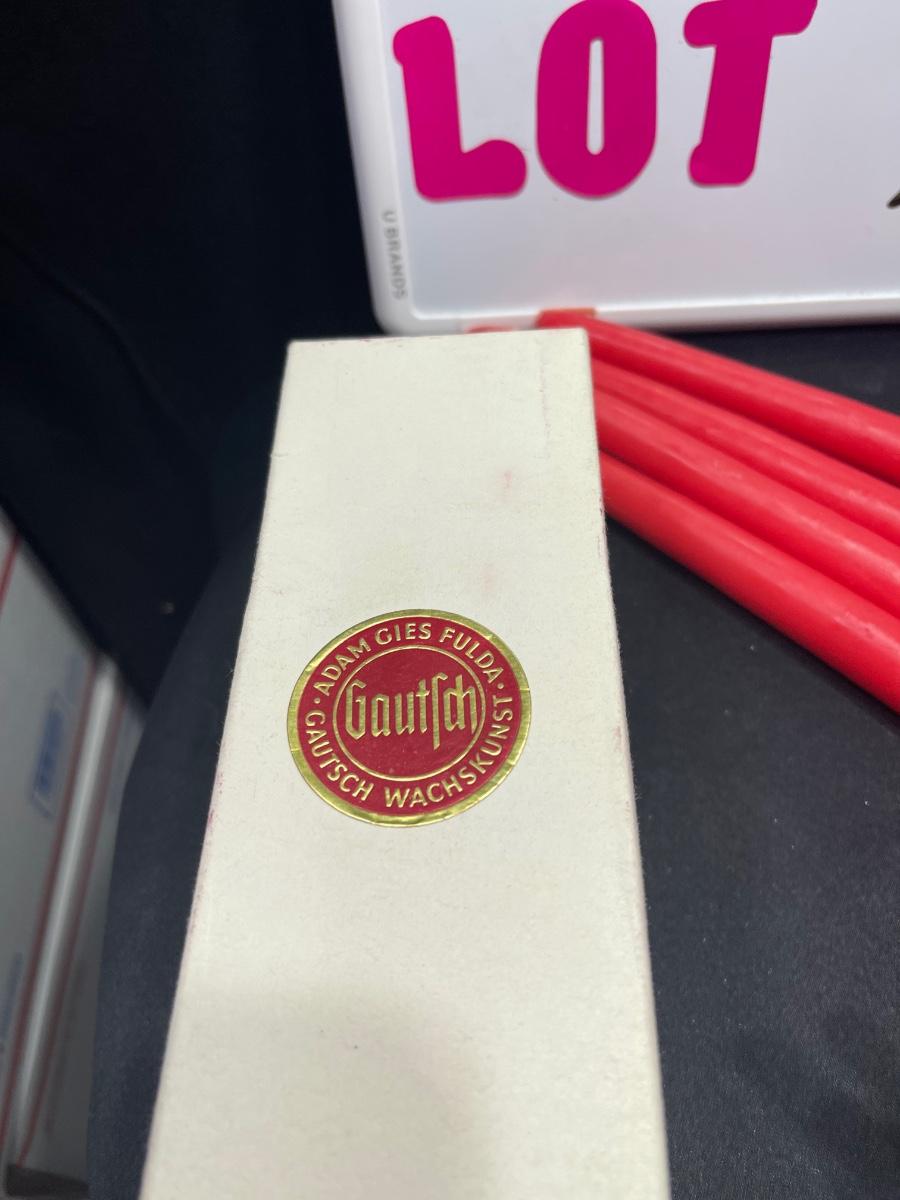 LOT
U BRANDS
· ADAM GIES FULDA ·
Gautſch
GAUTSCH WACHSKUNST